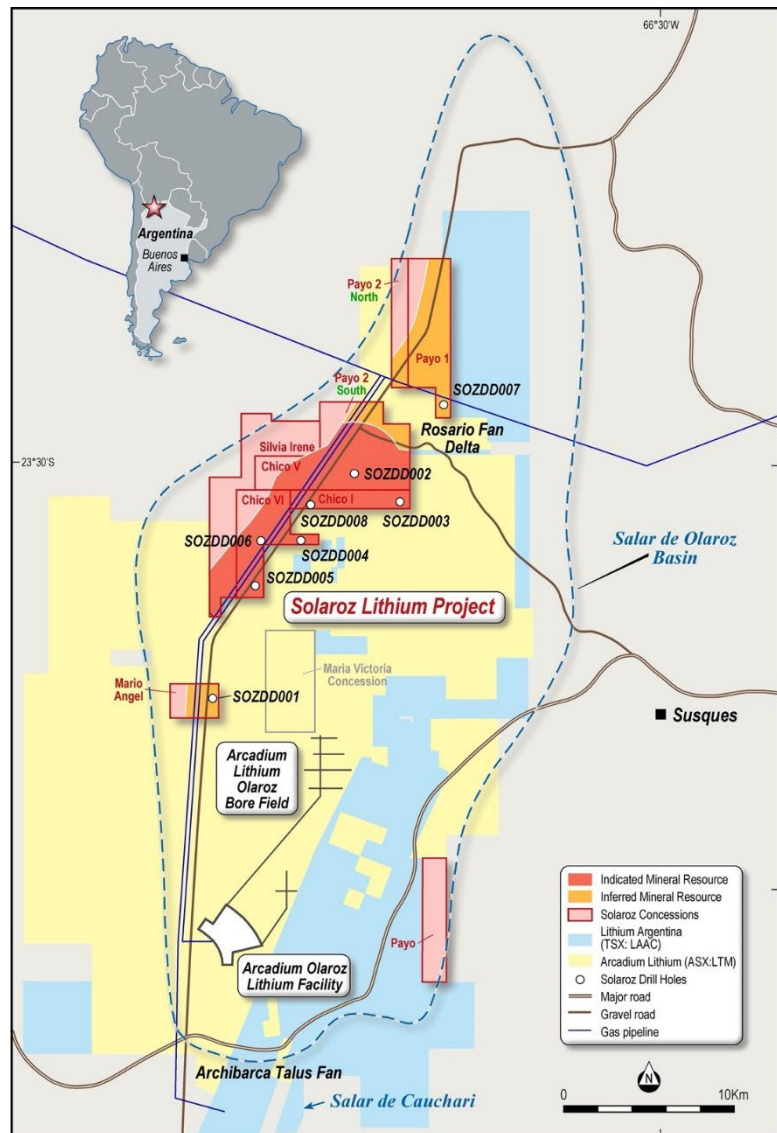 66°30'W
Argentina
Buenos
Aires
Payo 2
North
Payo 1
Payo 2
South
SOZDD007
Rosario Fan
Delta
23°30'S
Silvia Irene
Chico V
SOZDD002
Chico VI
Chico I
SOZDD003
SOZDD008
SOZDD006
SOZDD004
SOZDD005
Salar de Olaroz
Basin
Solaroz Lithium Project
Maria Victoria
Concession
Mario
Angel
SOZDD001
Susques
Arcadium
Lithium
Olaroz
Bore Field
Payo
Arcadium Olaroz
Lithium Facility
Archibarca Talus Fan
Salar de Cauchari
Indicated Mineral Resource
Inferred Mineral Resource
Solaroz Concessions
Lithium Argentina
(TSX: LAAC)
Arcadium Lithium (ASX:LTM)
Solaroz Drill Holes
Major road
Gravel road
Gas pipeline
N
0 10Km